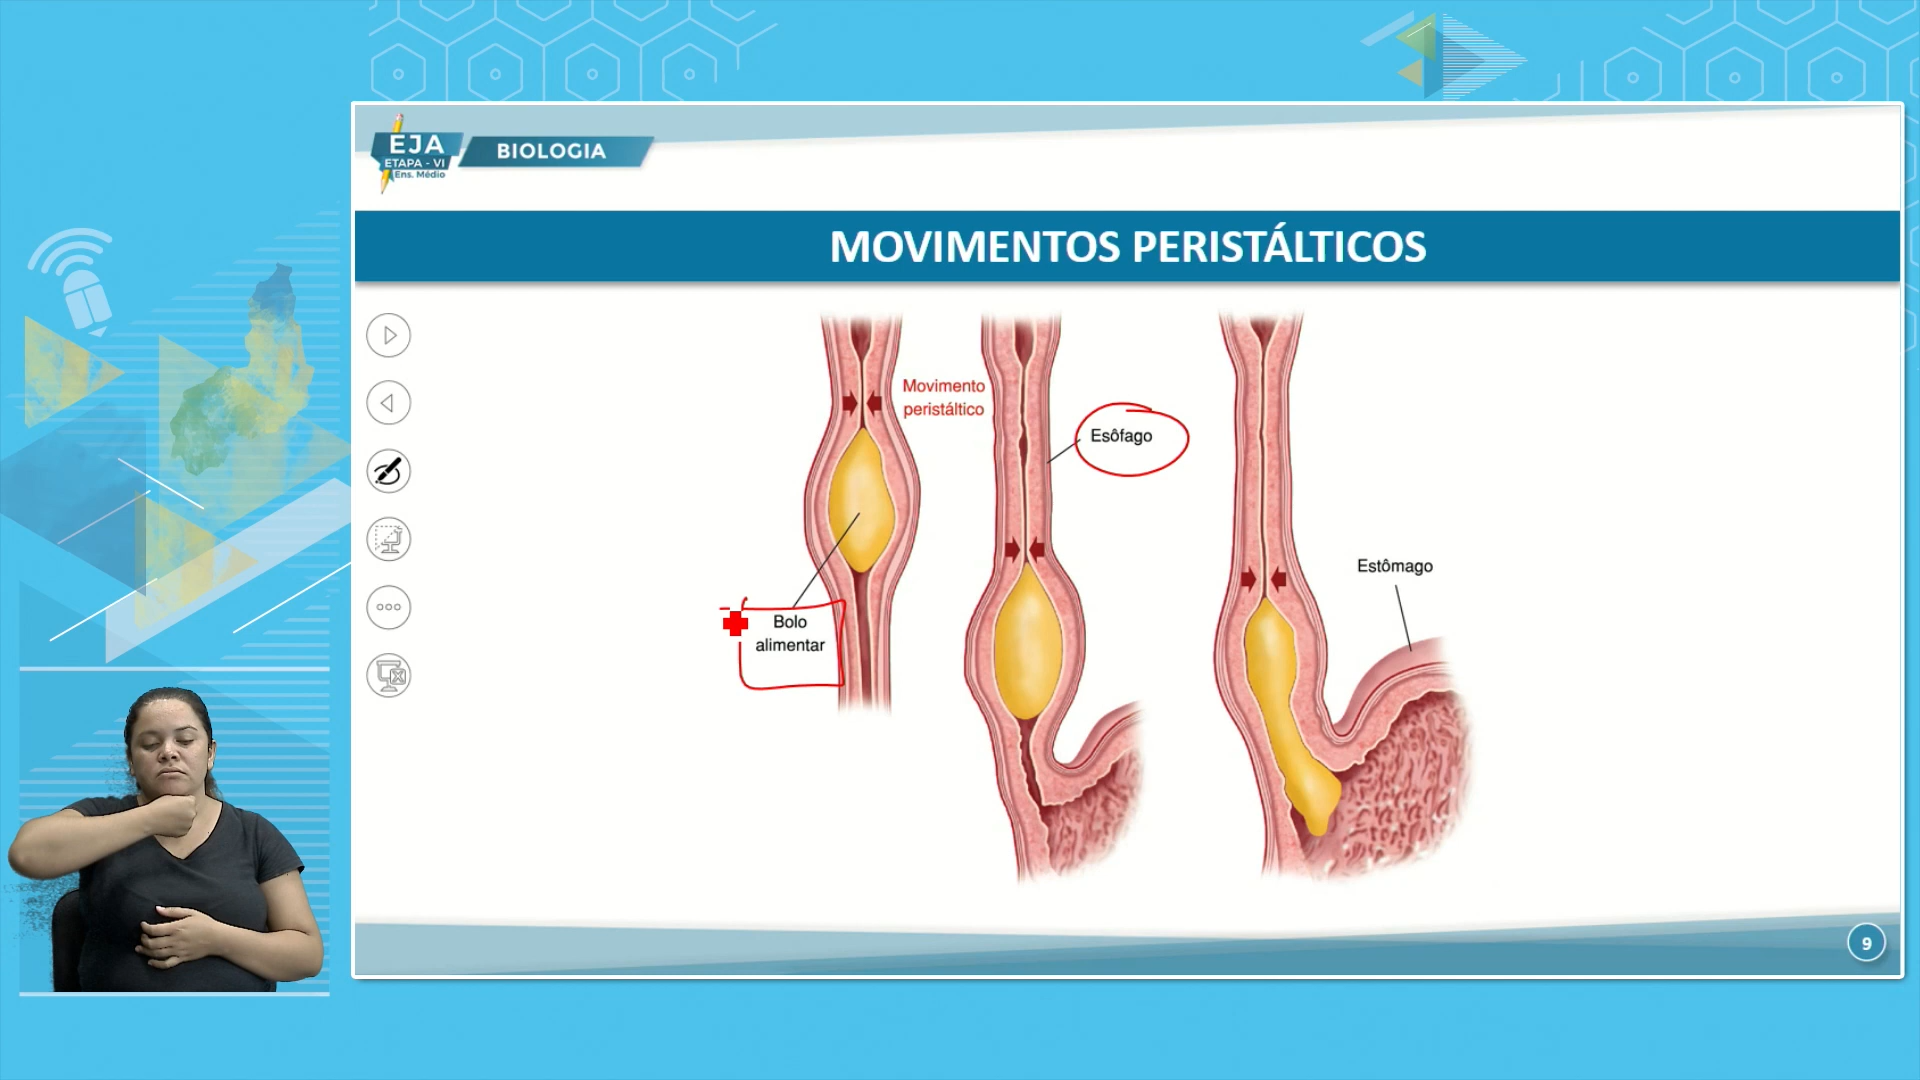 EJA
ETAPA - VI
Ens. Médio
BIOLOGIA
MOVIMENTOS PERISTÁLTICOS
Movimento
peristáltico
Esôfago
Estômago
Bolo
alimentar
9